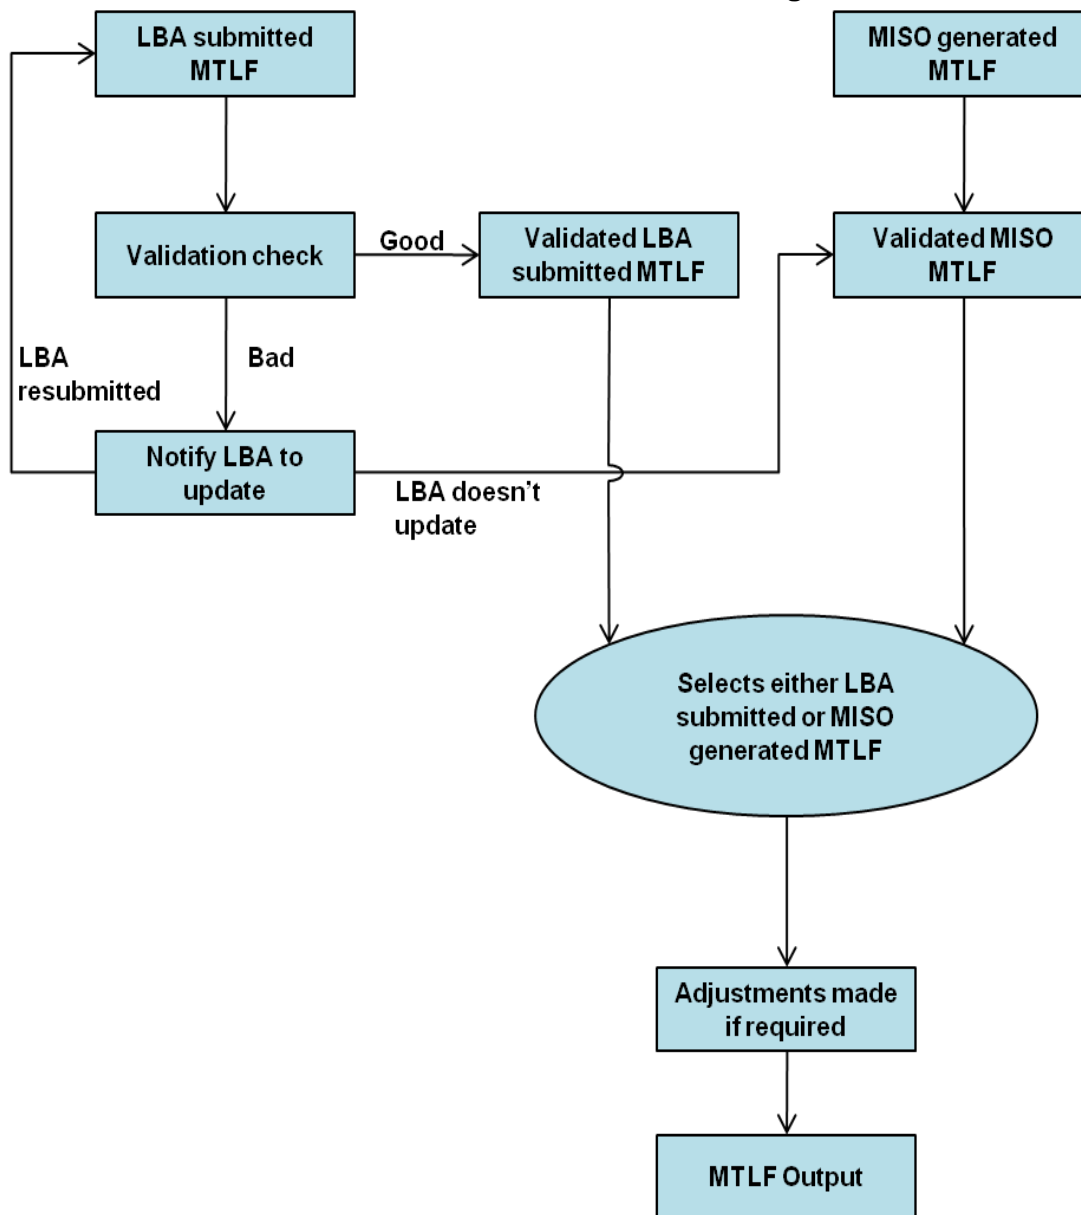 g
LBA submitted
MTLF
MISO generated
MTLF
Validation check
Good
Validated LBA
submitted MTLF
Validated MISO
MTLF
LBA
resubmitted
Bad
Notify LBA to
update
LBA doesn't
update
Selects either LBA
submitted or MISO
generated MTLF
Adjustments made
if required
MTLF Output